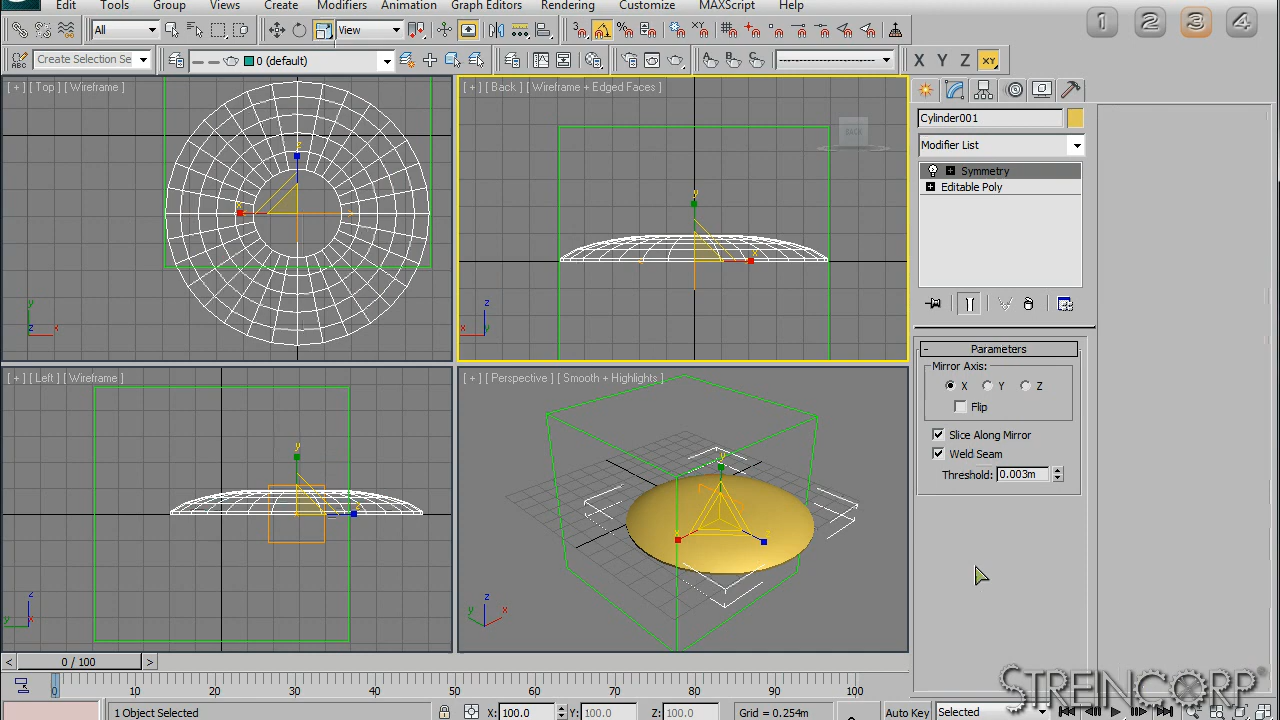 Edit Tools Group Views Create Modifiers Animation Graph Editors Rendering Customize MAXScript Help
All View 3
1 2 3 4
ABC Create Selection Se 0 (default) X Y Z XY
[ + ] [ Top ] [ Wireframe ]
[ + ] [ Back ] [ Wireframe + Edged Faces ]
BACK
Cylinder001
Modifier List
Symmetry
Editable Poly
Parameters
Mirror Axis:
X Y Z
Flip
Slice Along Mirror
Weld Seam
Threshold: 0.003m
[ + ] [ Left ] [ Wireframe ]
[ + ] [ Perspective ] [ Smooth + Highlights ]
< 0 / 100 >
0 10 20 30 40 50 60 70 80 90 100
STREINCORP
1 Object Selected X: 100.0 Y: 100.0 Z: 100.0 Grid = 0.254m Auto Key Selected